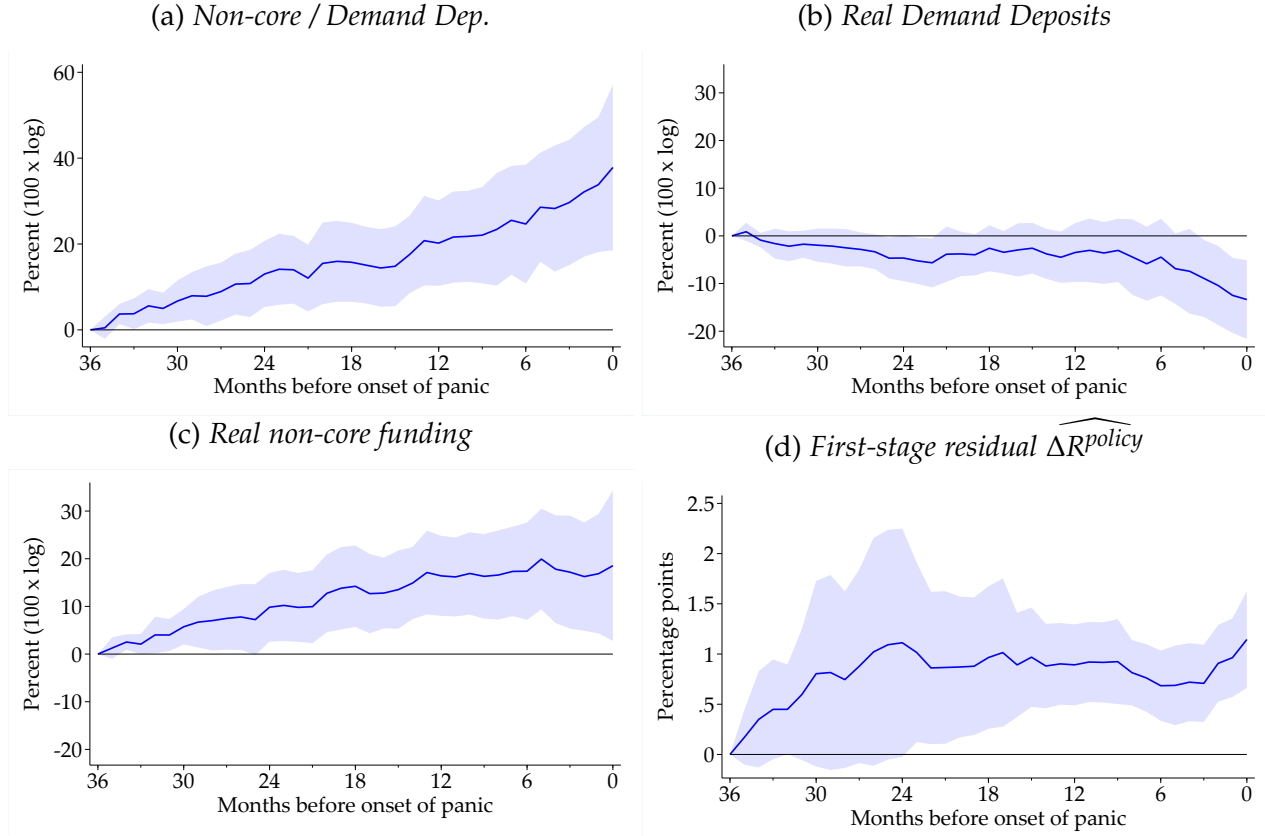 (a) Non-core / Demand Dep.
Percent (100 x log)
60
40
20
0
36 30 24 18 12 6 0
Months before onset of panic
(b) Real Demand Deposits
Percent (100 x log)
30
20
10
0
-10
-20
36 30 24 18 12 6 0
Months before onset of panic
(c) Real non-core funding
Percent (100 x log)
30
20
10
0
-10
-20
36 30 24 18 12 6 0
Months before onset of panic
(d) First-stage residual $\widehat{\Delta R^{policy}}$
Percentage points
2.5
2
1.5
1
.5
0
36 30 24 18 12 6 0
Months before onset of panic